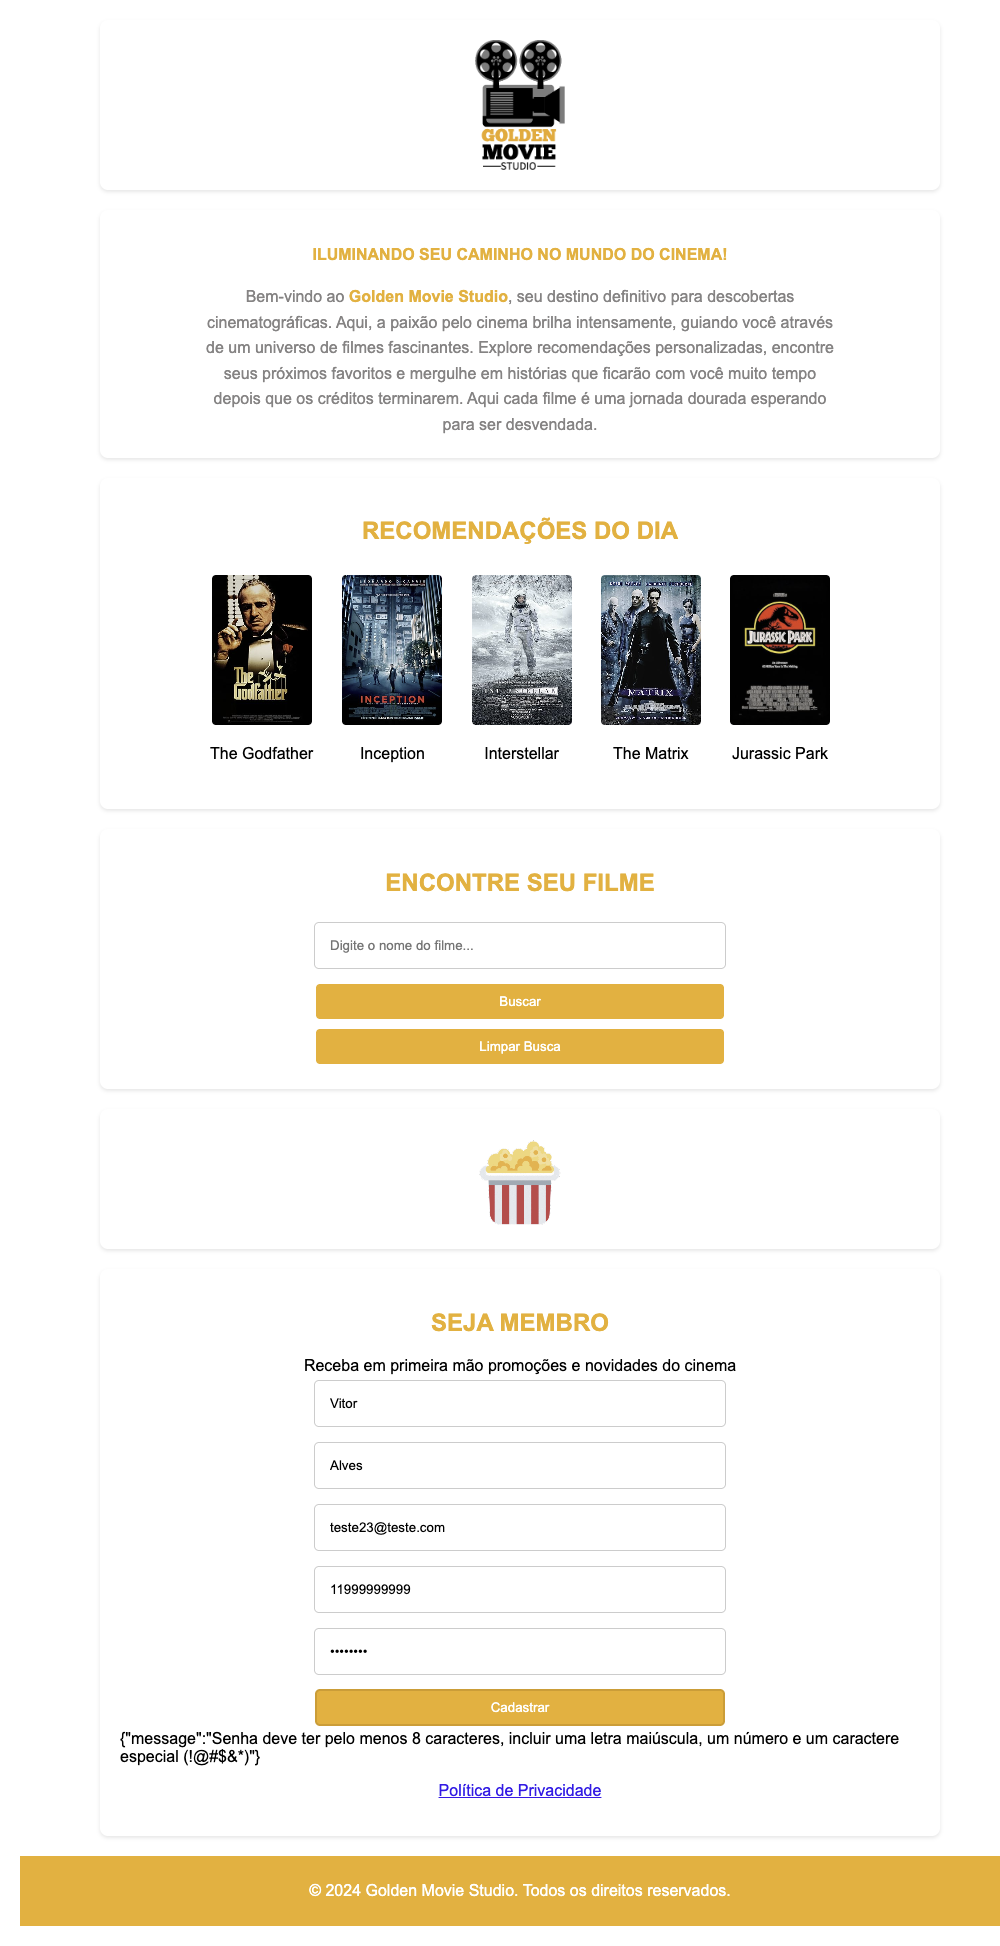 GOLDEN
MOVIE
STUDIO
ILUMINANDO SEU CAMINHO NO MUNDO DO CINEMA!
Bem-vindo ao Golden Movie Studio, seu destino definitivo para descobertas
cinematográficas. Aqui, a paixão pelo cinema brilha intensamente, guiando você através
de um universo de filmes fascinantes. Explore recomendações personalizadas, encontre
seus próximos favoritos e mergulhe em histórias que ficarão com você muito tempo
depois que os créditos terminarem. Aqui cada filme é uma jornada dourada esperando
para ser desvendada.
RECOMENDAÇÕES DO DIA
The
Godfather
INCEPTION
INTERSTELLAR
MATRIX
JURASSIC PARK
The Godfather
Inception
Interstellar
The Matrix
Jurassic Park
ENCONTRE SEU FILME
Digite o nome do filme...
Buscar
Limpar Busca
SEJA MEMBRO
Receba em primeira mão promoções e novidades do cinema
Vitor
Alves
teste23@teste.com
11999999999
••••••••
Cadastrar
{"message":"Senha deve ter pelo menos 8 caracteres, incluir uma letra maiúscula, um número e um caractere
especial (!@#$&*)"}
Política de Privacidade
© 2024 Golden Movie Studio. Todos os direitos reservados.